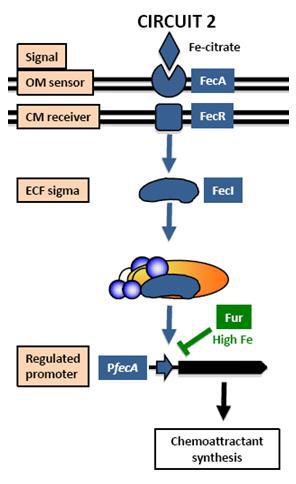 CIRCUIT 2
Signal
Fe-citrate
OM sensor
FecA
CM receiver
FecR
ECF sigma
FecI
Fur
High Fe
Regulated
promoter
PfecA
Chemoattractant
synthesis